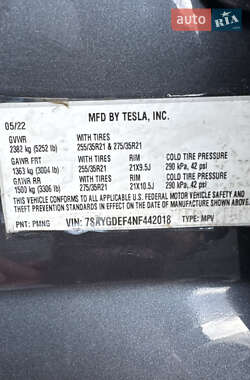 RIA.com
05/22
MFD BY TESLA, INC.
GVWR WITH TIRES
2382 kg (5252 lb) 255/35R21 & 275/35R21
GAWR FRT WITH TIRES RIM COLD TIRE PRESSURE
1363 kg (3004 lb) 255/35R21 21X9.5J 290 kPa, 42 psi
GAWR RR WITH TIRES RIM COLD TIRE PRESSURE
1500 kg (3306 lb) 275/35R21 21X10.5J 290 kPa, 42 psi
THIS VEHICLE CONFORMS TO ALL APPLICABLE U.S. FEDERAL MOTOR VEHICLE SAFETY AND
THEFT PREVENTION STANDARDS IN EFFECT ON THE DATE OF MANUFACTURE SHOWN ABOVE.
PNT: PMNG VIN: 7SAYGDEF4NF442018 TYPE: MPV